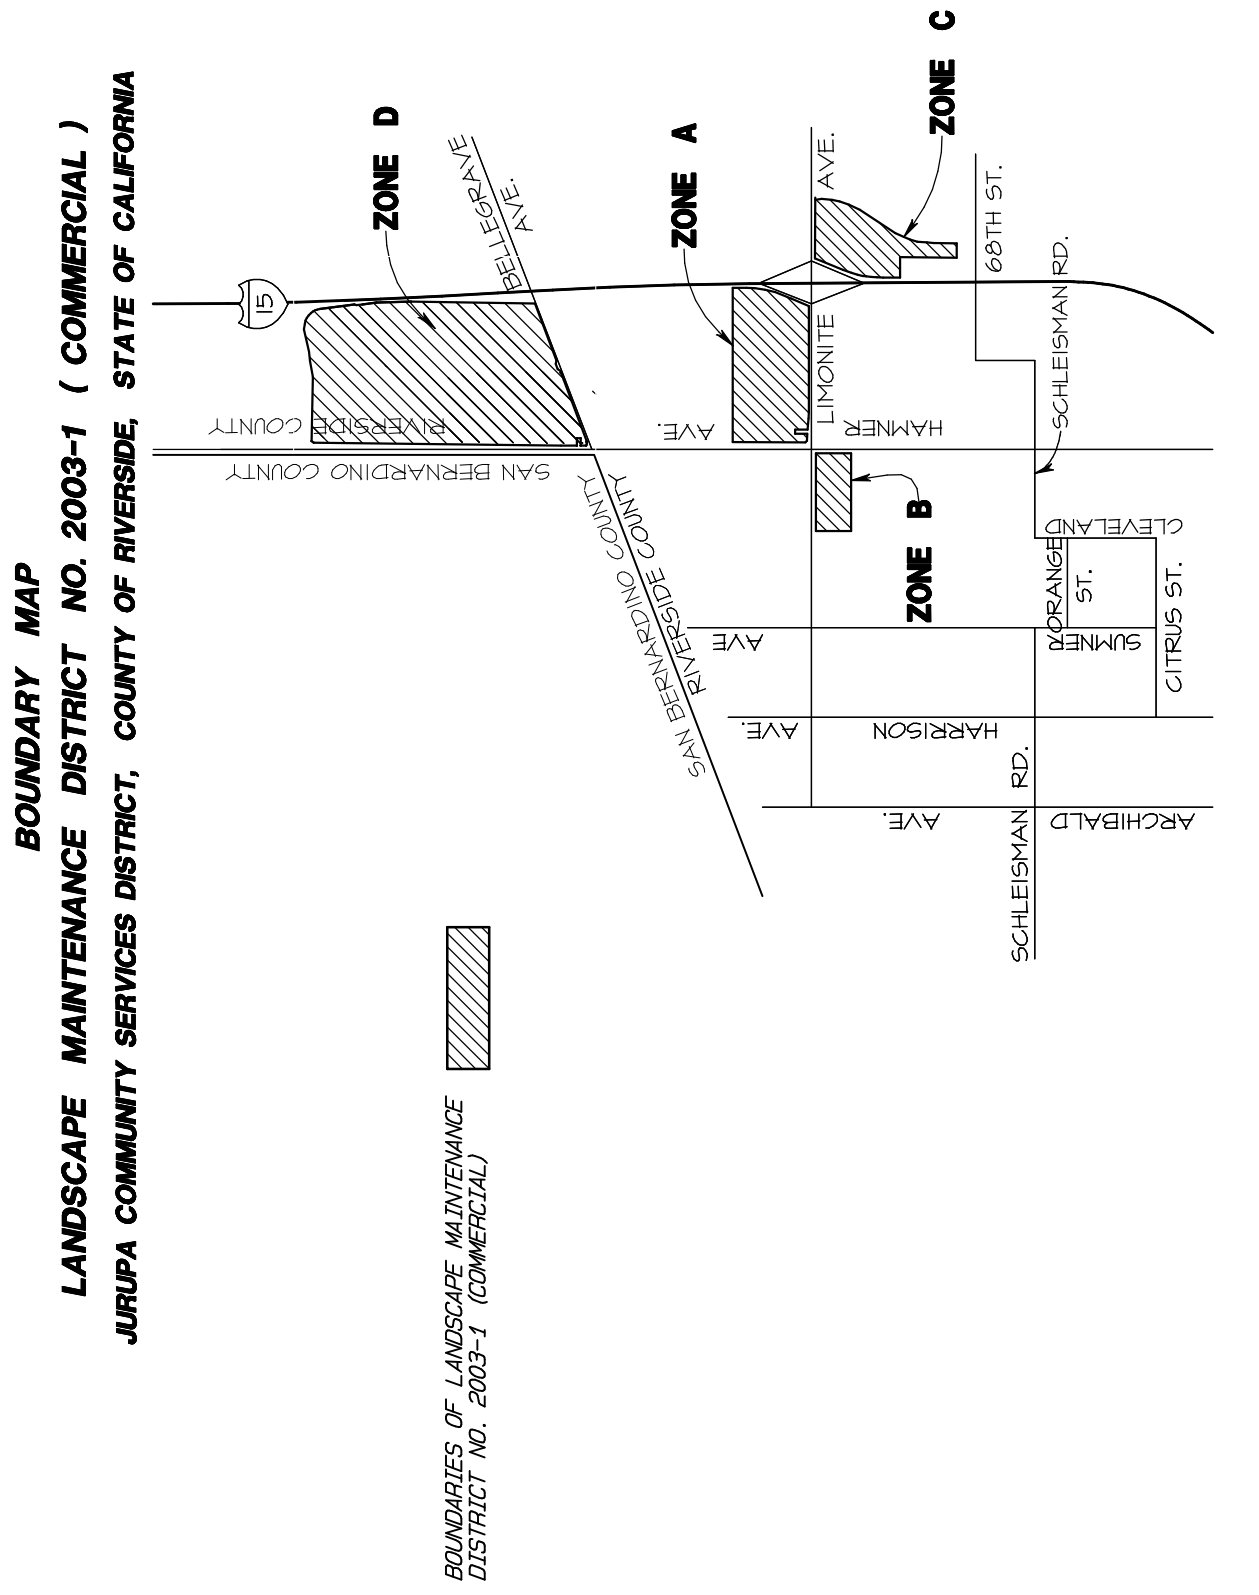 BOUNDARY MAP
LANDSCAPE MAINTENANCE DISTRICT NO. 2003-1 ( COMMERCIAL )
JURUPA COMMUNITY SERVICES DISTRICT, COUNTY OF RIVERSIDE, STATE OF CALIFORNIA
15
ZONE D
BELLEGRAVE
AVE.
RIVERSIDE COUNTY
SAN BERNARDINO COUNTY
SAN BERNARDINO COUNTY
RIVERSIDE COUNTY
ZONE A
AVE.
HAMNER
LIMONITE
AVE.
ZONE C
ZONE B
68TH ST.
SCHLEISMAN RD.
CLEVELAND
ORANGE
ST.
AVE
SUMNER
CITRUS ST.
AVE.
HARRISON
SCHLEISMAN RD.
AVE.
ARCHIBALD
BOUNDARIES OF LANDSCAPE MAINTENANCE
DISTRICT NO. 2003-1 (COMMERCIAL)